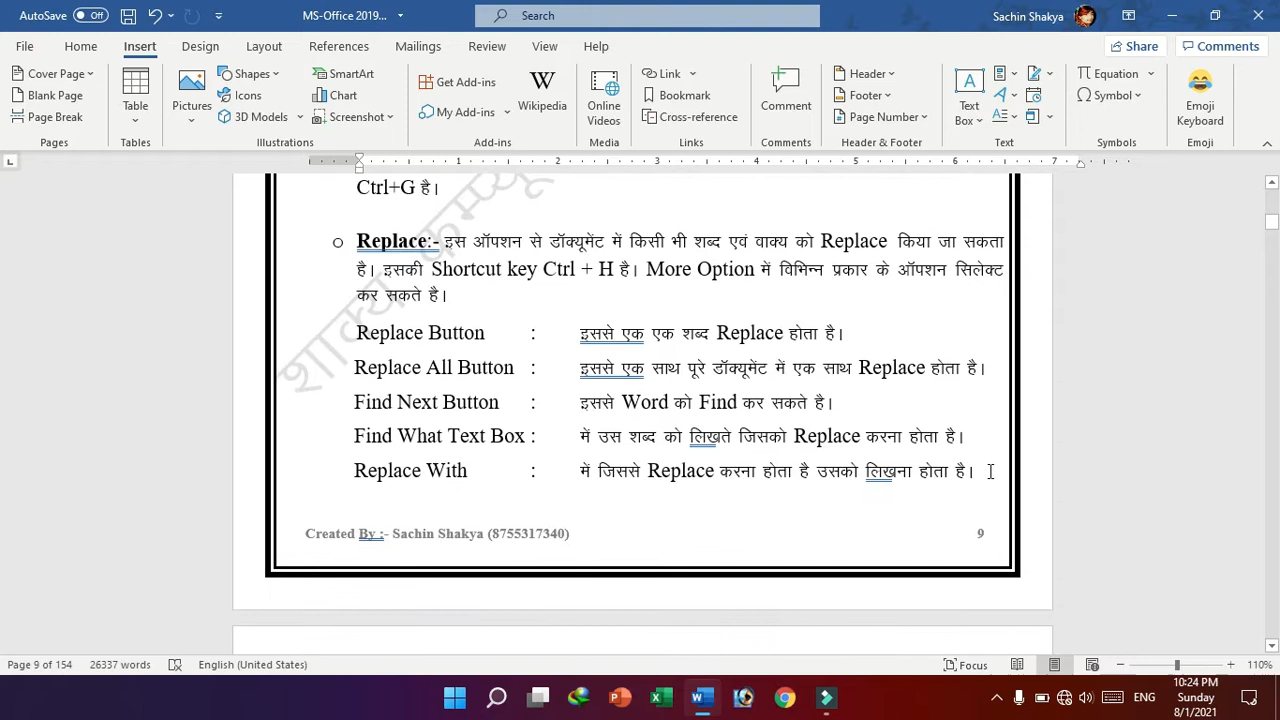 AutoSave Off MS-Office 2019... Search Sachin Shakya
File Home Insert Design Layout References Mailings Review View Help Share Comments
Cover Page
Blank Page
Page Break
Pages
Table
Tables
Pictures
Shapes
Icons
3D Models
SmartArt
Chart
Screenshot
Illustrations
Get Add-ins
My Add-ins
W
Wikipedia
Add-ins
Online
Videos
Media
Link
Bookmark
Cross-reference
Links
Comment
Comments
Header
Footer
Page Number
Header & Footer
A
Text
Box
Text
Equation
Symbol
Symbols
Emoji
Keyboard
Emoji
1 2 3 4 5 6 7
Ctrl+G है।
Replace:- इस ऑपशन से डॉक्यूमेंट में किसी भी शब्द एवं वाक्य को Replace किया जा सकता
है। इसकी Shortcut key Ctrl + H है। More Option में विभिन्न प्रकार के ऑपशन सिलेक्ट
कर सकते है।
Replace Button : इससे एक एक शब्द Replace होता है।
Replace All Button : इससे एक साथ पूरे डॉक्यूमेंट में एक साथ Replace होता है।
Find Next Button : इससे Word को Find कर सकते है।
Find What Text Box : में उस शब्द को लिखते जिसको Replace करना होता है।
Replace With : में जिससे Replace करना होता है उसको लिखना होता है।
शाक्य कम्प्यू
Created By :- Sachin Shakya (8755317340) 9
Page 9 of 154 26337 words English (United States) Focus 110%
ENG
10:24 PM
Sunday
8/1/2021